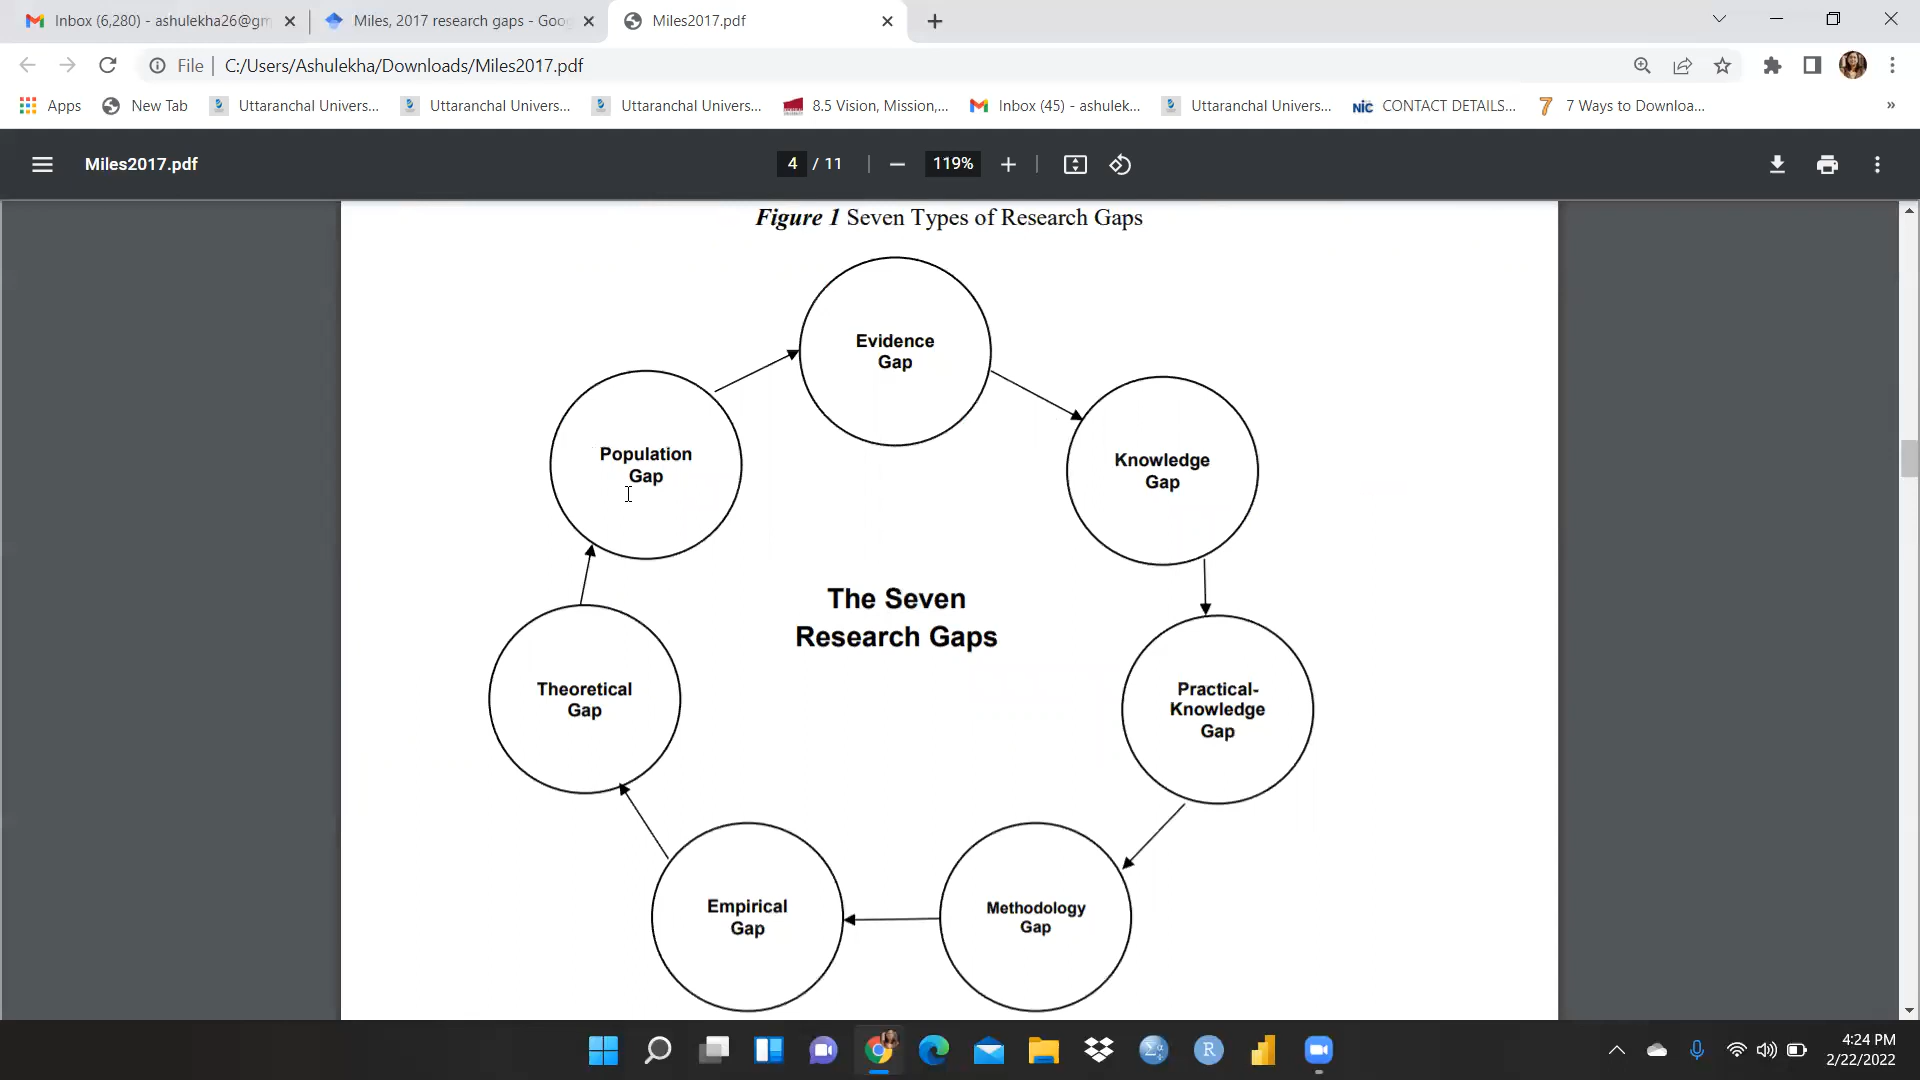 Inbox (6,280) - ashulekha26@gm
Miles, 2017 research gaps - Goo
Miles2017.pdf
File
C:/Users/Ashulekha/Downloads/Miles2017.pdf
Apps
New Tab
Uttaranchal Univers...
Uttaranchal Univers...
Uttaranchal Univers...
8.5 Vision, Mission,...
Inbox (45) - ashulek...
Uttaranchal Univers...
NIC
CONTACT DETAILS...
7
7 Ways to Downloa...
»
Miles2017.pdf
4 / 11
119%
Figure 1 Seven Types of Research Gaps
Evidence
Gap
Population
Gap
Knowledge
Gap
The Seven
Research Gaps
Theoretical
Gap
Practical-
Knowledge
Gap
Empirical
Gap
Methodology
Gap
R
4:24 PM
2/22/2022